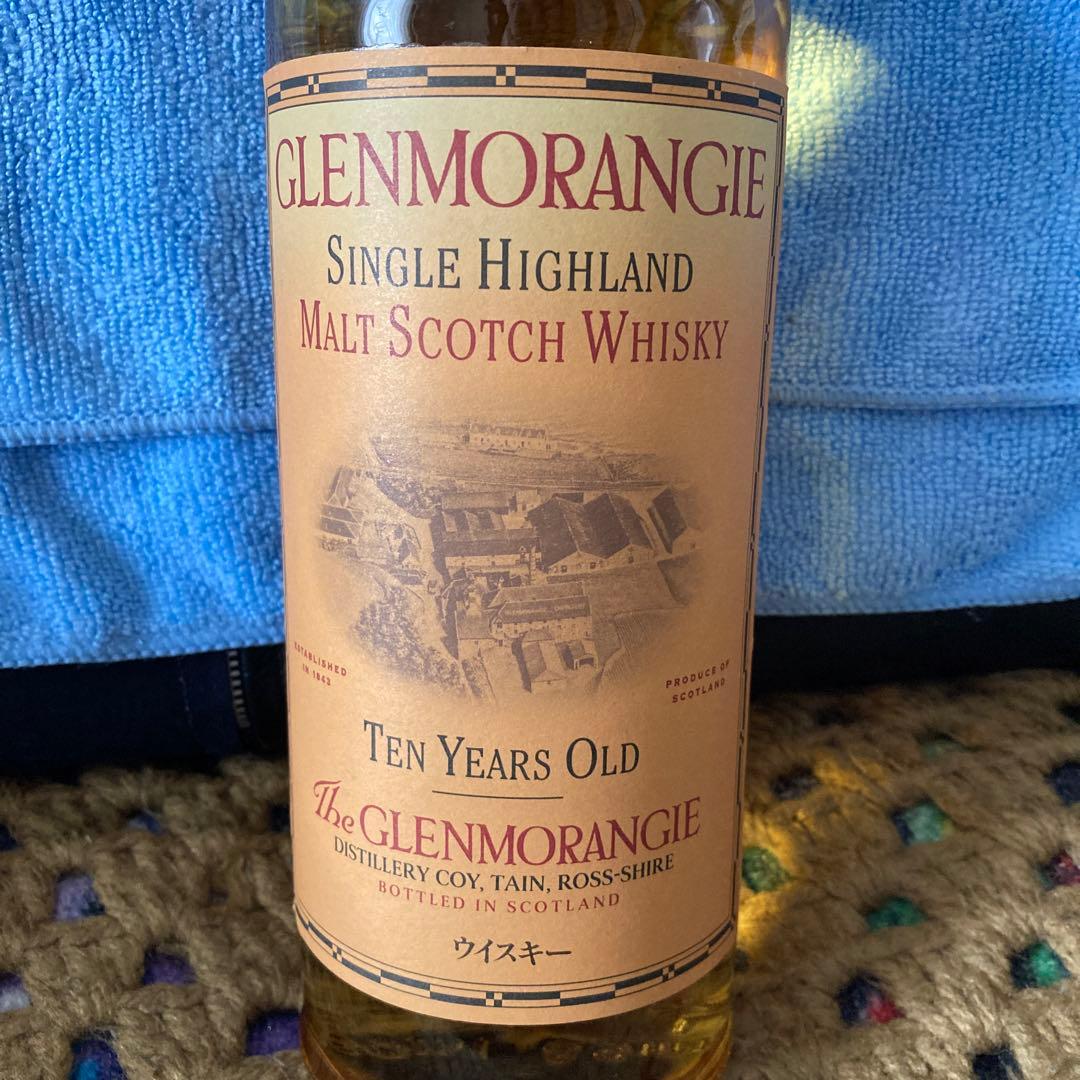 GLENMORANGIE
SINGLE HIGHLAND
MALT SCOTCH WHISKY
ESTABLISHED
IN 1843
PRODUCE OF
SCOTLAND
TEN YEARS OLD
The GLENMORANGIE
DISTILLERY COY, TAIN, ROSS-SHIRE
BOTTLED IN SCOTLAND
ウイスキー